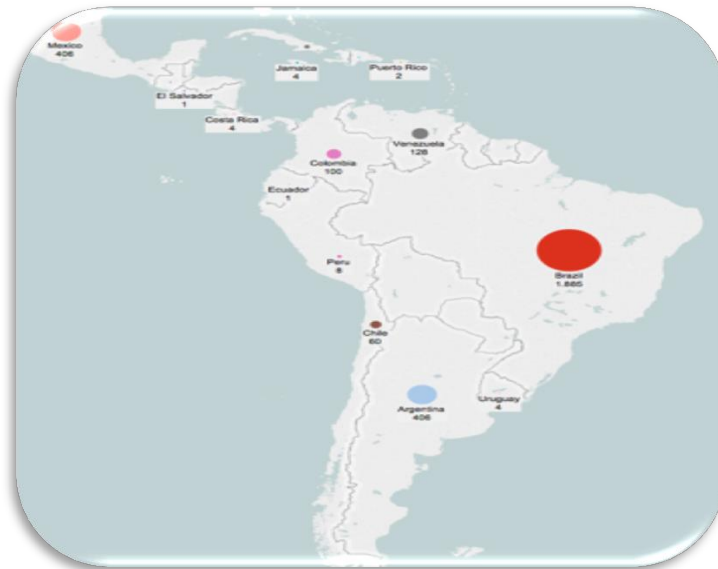 Mexico
406
Jamaica
4
Puerto Rico
2
El Salvador
1
Costa Rica
4
Venezuela
128
Colombia
100
Ecuador
1
Peru
8
Brazil
1.885
Chile
60
Argentina
406
Uruguay
4